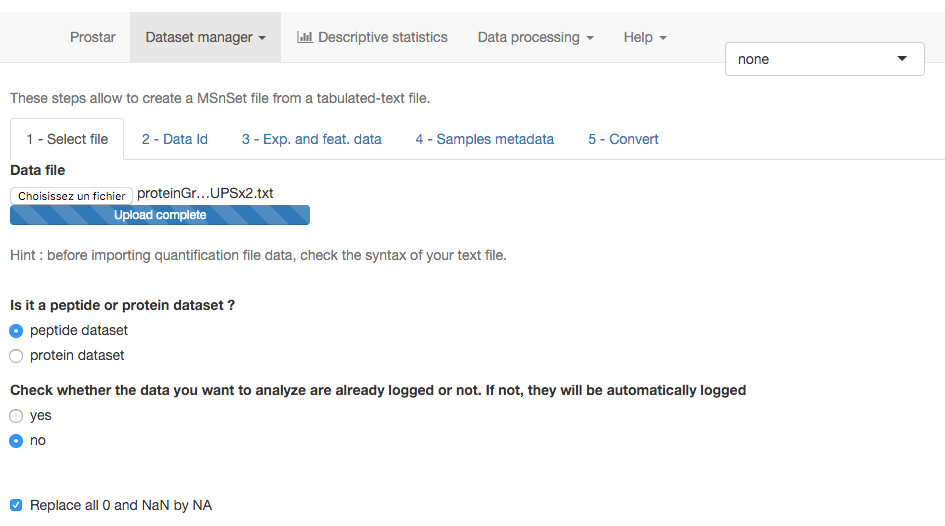 Prostar Dataset manager Descriptive statistics Data processing Help
none
These steps allow to create a MSnSet file from a tabulated-text file.
1 - Select file 2 - Data Id 3 - Exp. and feat. data 4 - Samples metadata 5 - Convert
Data file
Choisissez un fichier proteinGr...UPSx2.txt
Upload complete
Hint : before importing quantification file data, check the syntax of your text file.
Is it a peptide or protein dataset ?
peptide dataset
protein dataset
Check whether the data you want to analyze are already logged or not. If not, they will be automatically logged
yes
no
Replace all 0 and NaN by NA